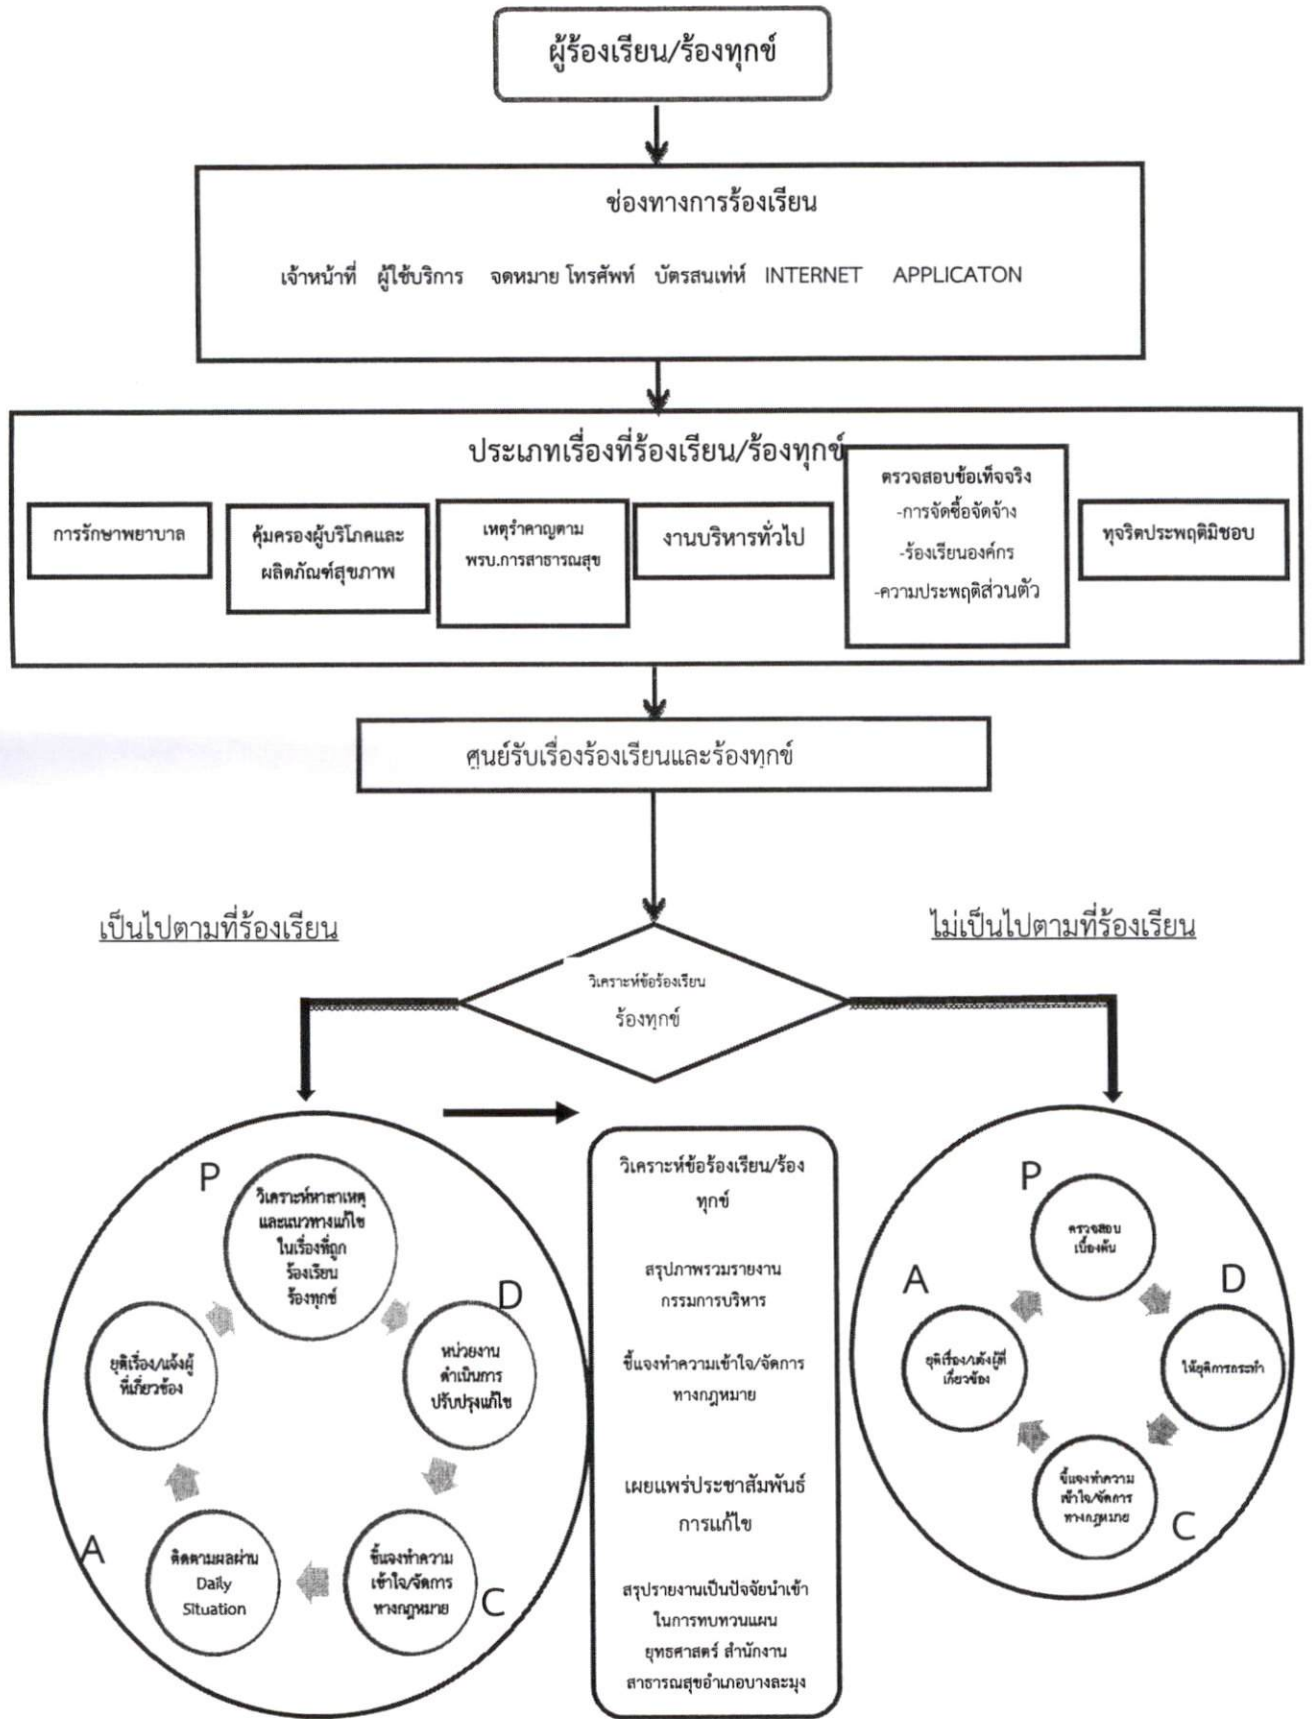 ผู้ร้องเรียน/ร้องทุกข์
ช่องทางการร้องเรียน
เจ้าหน้าที่ ผู้ใช้บริการ จดหมาย โทรศัพท์ บัตรสนเท่ห์ INTERNET APPLICATON
ประเภทเรื่องที่ร้องเรียน/ร้องทุกข์
การรักษาพยาบาล
คุ้มครองผู้บริโภคและ
ผลิตภัณฑ์สุขภาพ
เหตุรำคาญตาม
พรบ.การสาธารณสุข
งานบริหารทั่วไป
ตรวจสอบข้อเท็จจริง
-การจัดซื้อจัดจ้าง
-ร้องเรียนองค์กร
-ความประพฤติส่วนตัว
ทุจริตประพฤติมิชอบ
ศูนย์รับเรื่องร้องเรียนและร้องทุกข์
เป็นไปตามที่ร้องเรียน
ไม่เป็นไปตามที่ร้องเรียน
วิเคราะห์ข้อร้องเรียน
ร้องทุกข์
P
วิเคราะห์หาสาเหตุ
และแนวทางแก้ไข
ในเรื่องที่ถูก
ร้องเรียน
ร้องทุกข์
D
หน่วยงาน
ดำเนินการ
ปรับปรุงแก้ไข
C
ชี้แจงทำความ
เข้าใจ/จัดการ
ทางกฎหมาย
A
ติดตามผลผ่าน
Daily
Situation
ยุติเรื่อง/แจ้งผู้
ที่เกี่ยวข้อง
วิเคราะห์ข้อร้องเรียน/ร้อง
ทุกข์
สรุปภาพรวมรายงาน
กรรมการบริหาร
ชี้แจงทำความเข้าใจ/จัดการ
ทางกฎหมาย
เผยแพร่ประชาสัมพันธ์
การแก้ไข
สรุปรายงานเป็นปัจจัยนำเข้า
ในการทบทวนแผน
ยุทธศาสตร์ สำนักงาน
สาธารณสุขอำเภอบางละมุง
P
ตรวจสอบ
เบื้องต้น
D
ให้ยุติการกระทำ
C
ชี้แจงทำความ
เข้าใจ/จัดการ
ทางกฎหมาย
A
ยุติเรื่อง/แจ้งผู้ที่
เกี่ยวข้อง